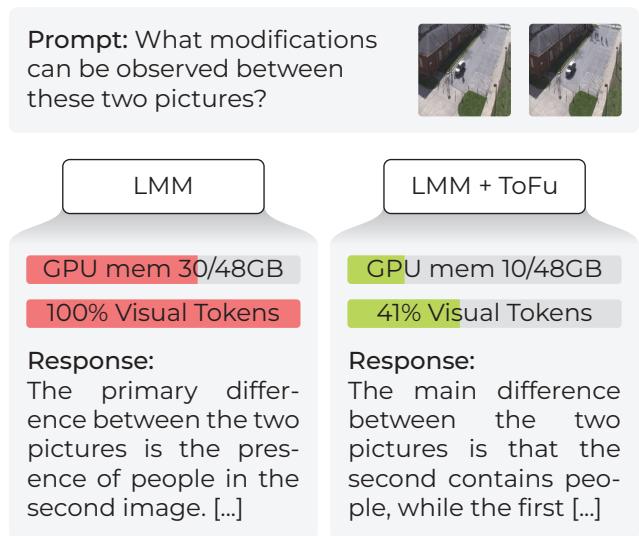 Prompt: What modifications
can be observed between
these two pictures?
LMM
GPU mem 30/48GB
100% Visual Tokens
Response:
The primary differ-
ence between the two
pictures is the pres-
ence of people in the
second image. [...]
LMM + ToFu
GPU mem 10/48GB
41% Visual Tokens
Response:
The main difference
between the two
pictures is that the
second contains peo-
ple, while the first [...]